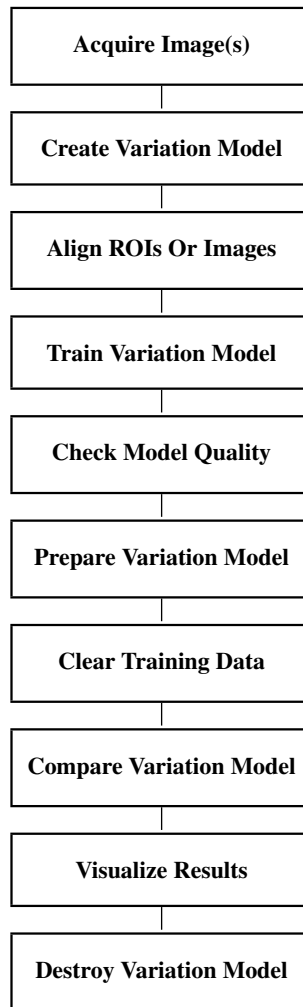 Acquire Image(s)
Create Variation Model
Align ROIs Or Images
Train Variation Model
Check Model Quality
Prepare Variation Model
Clear Training Data
Compare Variation Model
Visualize Results
Destroy Variation Model